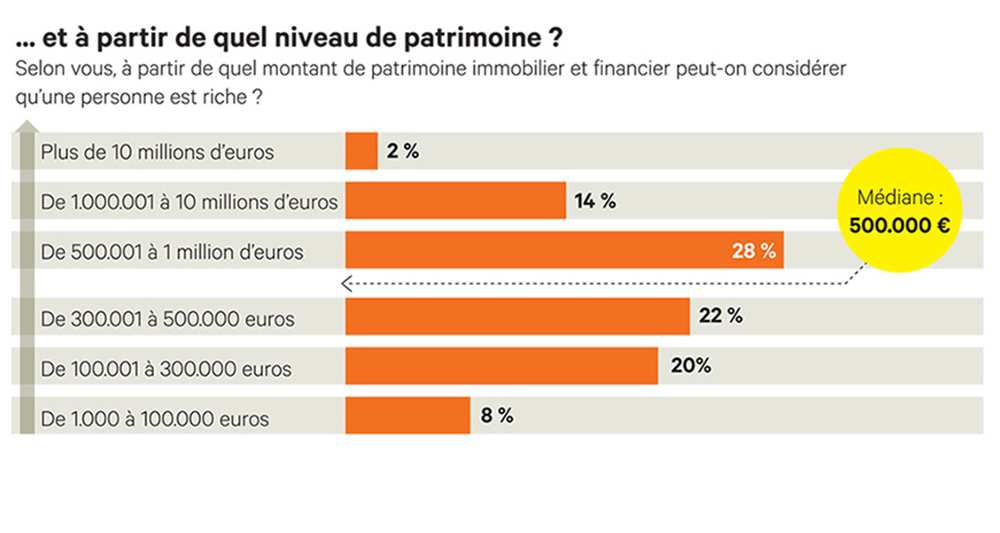 ... et à partir de quel niveau de patrimoine ?
Selon vous, à partir de quel montant de patrimoine immobilier et financier peut-on considérer
qu'une personne est riche ?
Plus de 10 millions d'euros
2 %
De 1.000.001 à 10 millions d'euros
14 %
De 500.001 à 1 million d'euros
28 %
Médiane :
500.000 €
De 300.001 à 500.000 euros
22 %
De 100.001 à 300.000 euros
20%
De 1.000 à 100.000 euros
8 %